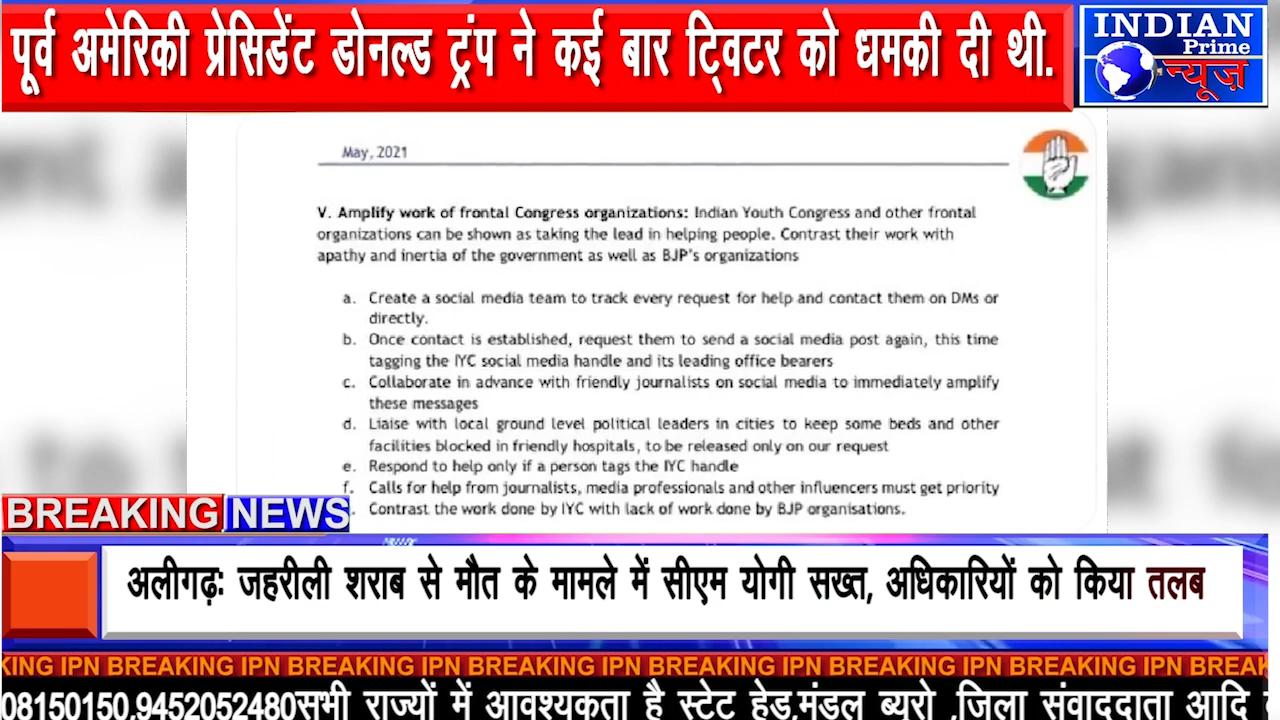 पूर्व अमेरिकी प्रेसिडेंट डोनल्ड ट्रंप ने कई बार ट्विटर को धमकी दी थी.
INDIAN
Prime
न्यूज़
May, 2021
V. Amplify work of frontal Congress organizations: Indian Youth Congress and other frontal
organizations can be shown as taking the lead in helping people. Contrast their work with
apathy and inertia of the government as well as BJP's organizations
a. Create a social media team to track every request for help and contact them on DMs or
directly.
b. Once contact is established, request them to send a social media post again, this time
tagging the IYC social media handle and its leading office bearers
c. Collaborate in advance with friendly journalists on social media to immediately amplify
these messages
d. Liaise with local ground level political leaders in cities to keep some beds and other
facilities blocked in friendly hospitals, to be released only on our request
e. Respond to help only if a person tags the IYC handle
f. Calls for help from journalists, media professionals and other influencers must get priority
. Contrast the work done by IYC with lack of work done by BJP organisations.
BREAKING NEWS
अलीगढ़: जहरीली शराब से मौत के मामले में सीएम योगी सख्त, अधिकारियों को किया तलब
KING IPN BREAKING IPN BREAKING IPN BREAKING IPN BREAKING IPN BREAKING IPN BREAKING IPN BREAK
08150150,9452052480सभी राज्यों में आवश्यकता है स्टेट हेड,मंडल ब्यरो ,जिला संवाददाता आदि